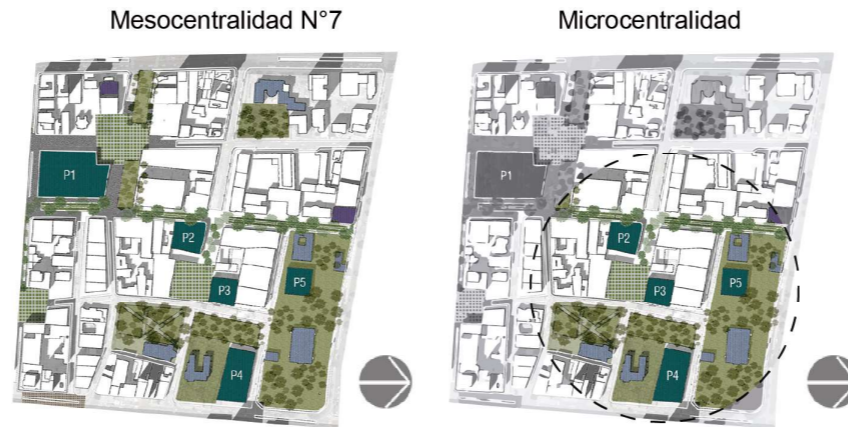 Mesocentralidad N°7
Microcentralidad
P1
P2
P3
P5
P4
P1
P2
P3
P5
P4